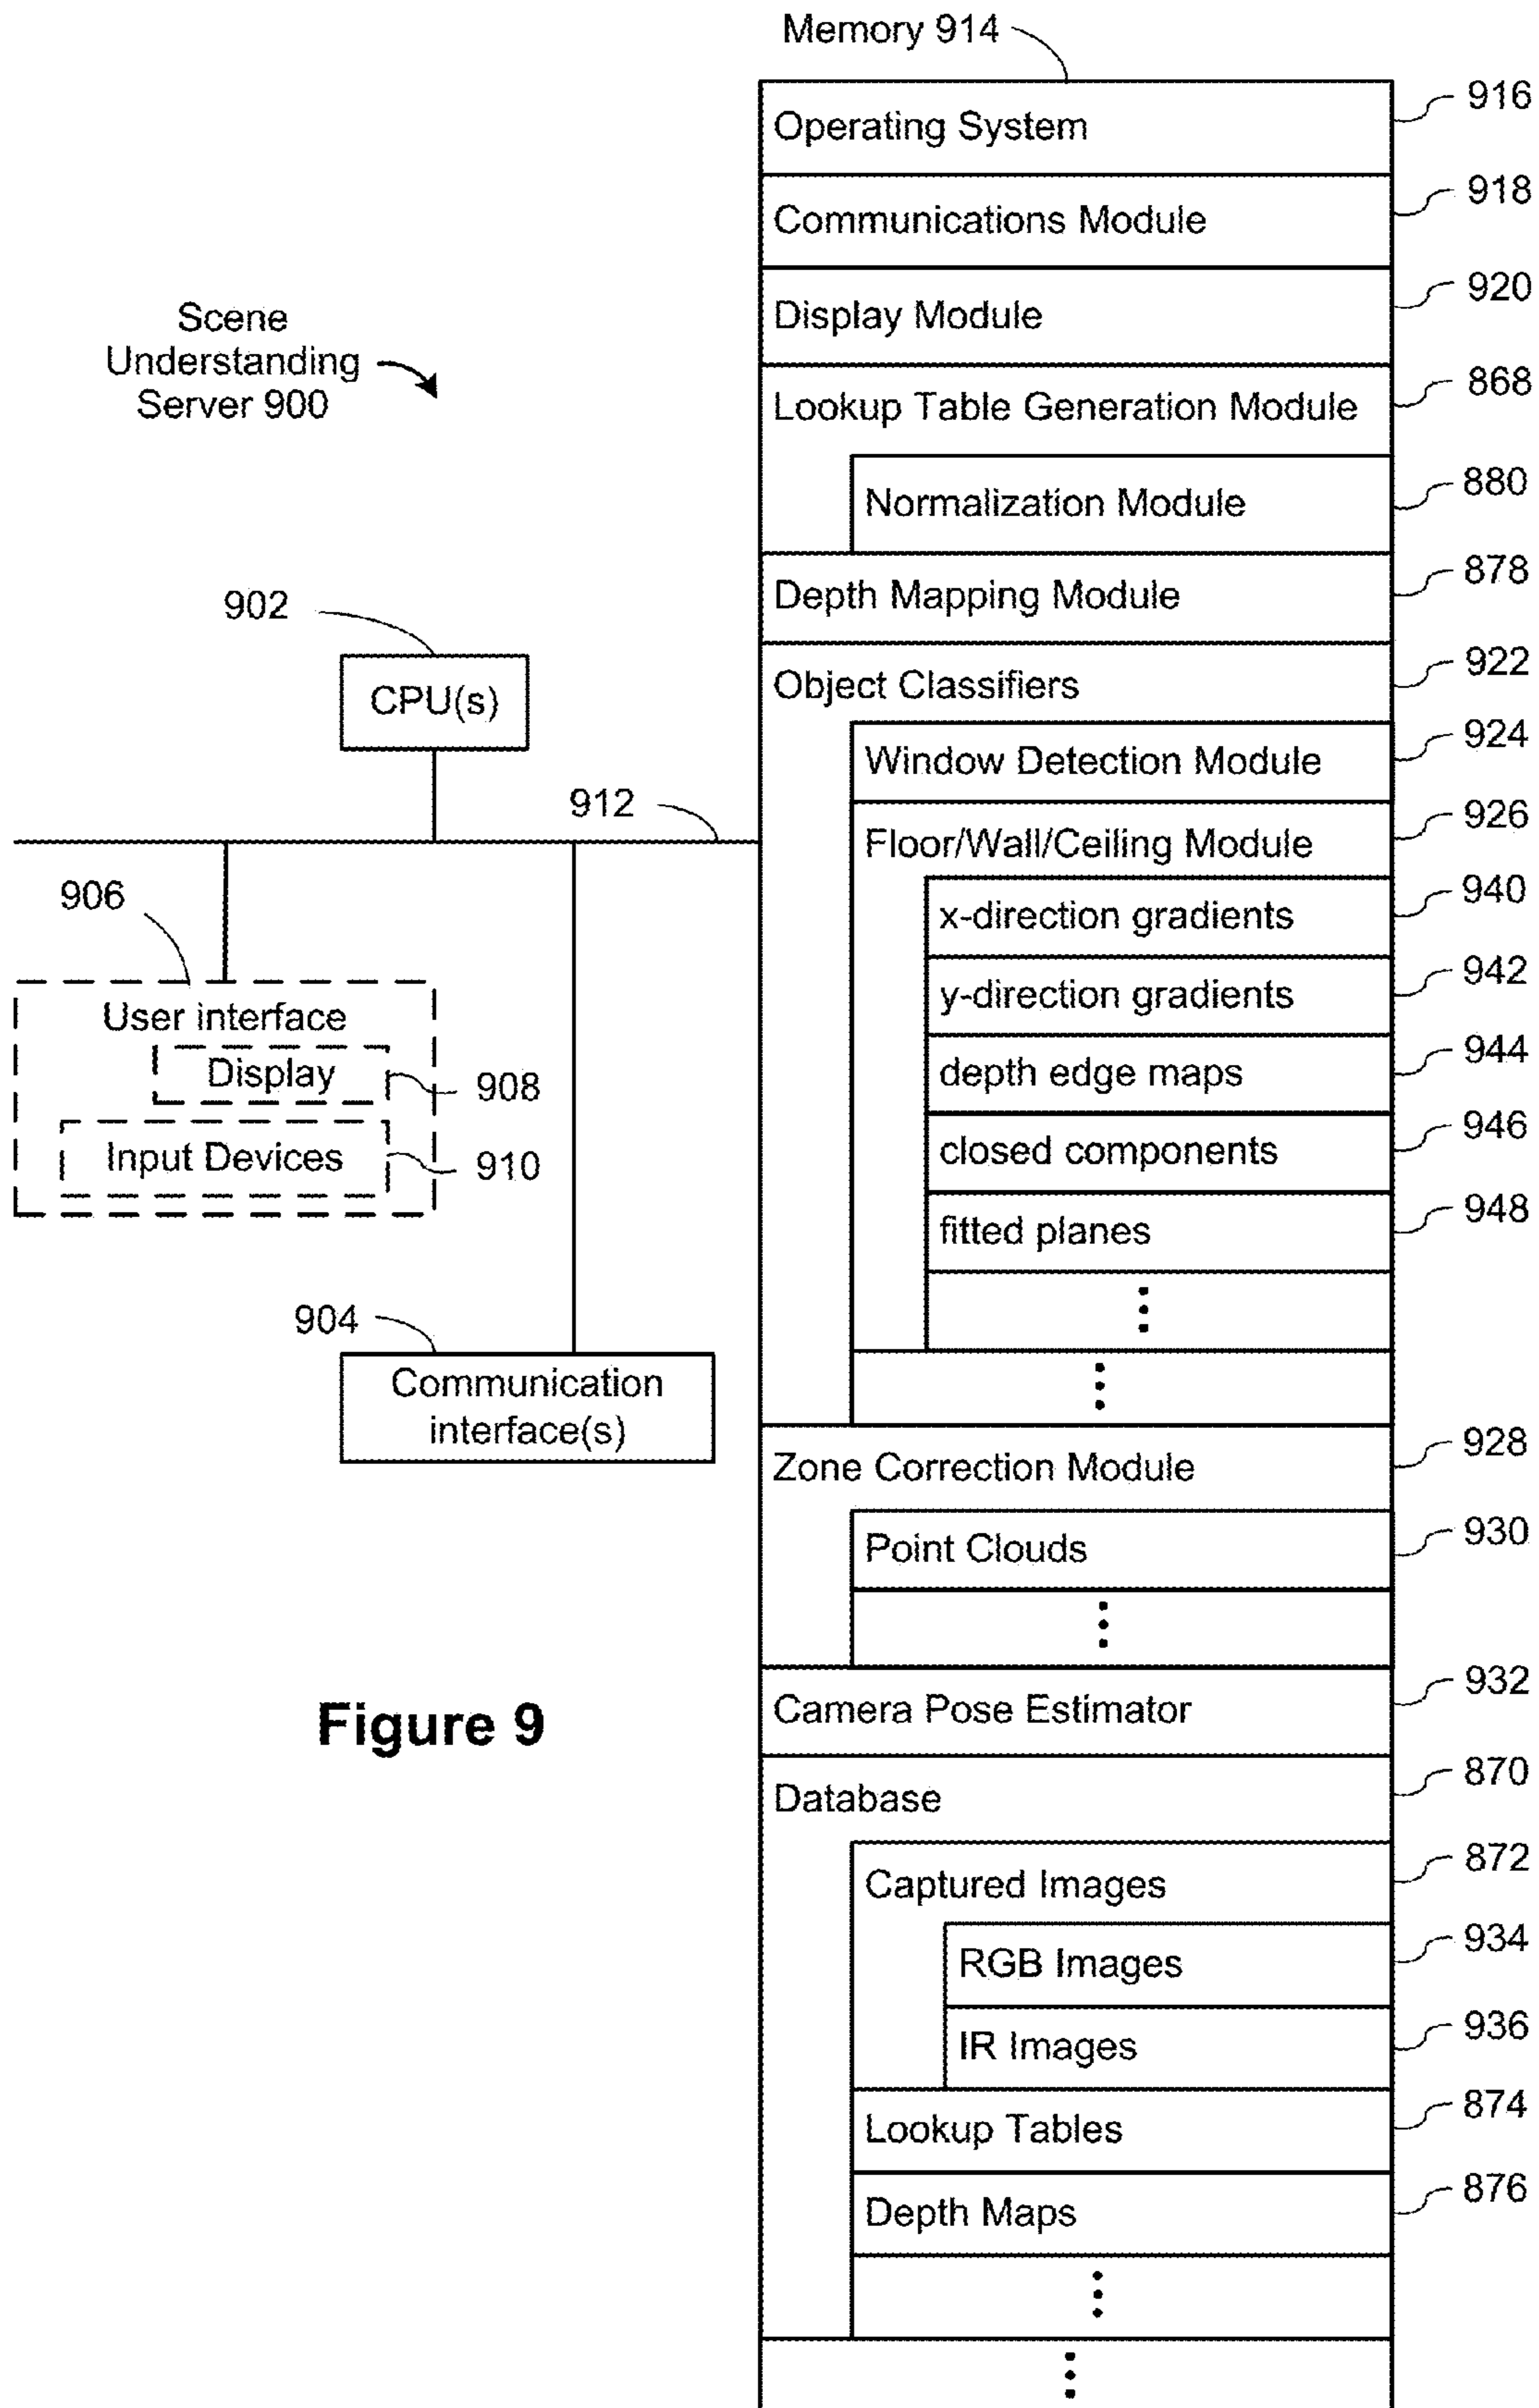 Memory 914
Operating System
916
Communications Module
918
Display Module
920
Lookup Table Generation Module
868
Normalization Module
880
Depth Mapping Module
878
Object Classifiers
922
Window Detection Module
924
Floor/Wall/Ceiling Module
926
x-direction gradients
940
y-direction gradients
942
depth edge maps
944
closed components
946
fitted planes
948
Zone Correction Module
928
Point Clouds
930
Camera Pose Estimator
932
Database
870
Captured Images
872
RGB Images
934
IR Images
936
Lookup Tables
874
Depth Maps
876
Scene
Understanding
Server 900
902
CPU(s)
912
906
User interface
Display
908
Input Devices
910
904
Communication
interface(s)
Figure 9